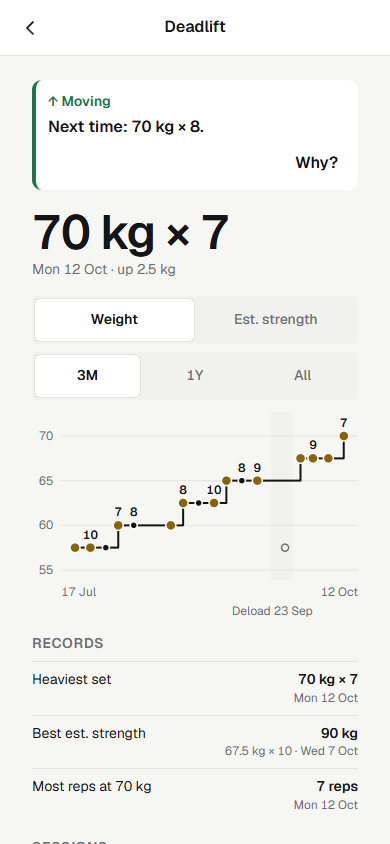 Deadlift
↑ Moving
Next time: 70 kg × 8.
Why?
70 kg × 7
Mon 12 Oct · up 2.5 kg
Weight Est. strength
3M 1Y All
7
70 9
8 9
65
8 10
7 8
60
10
55
17 Jul 12 Oct
Deload 23 Sep
RECORDS
Heaviest set 70 kg × 7
Mon 12 Oct
Best est. strength 90 kg
67.5 kg × 10 · Wed 7 Oct
Most reps at 70 kg 7 reps
Mon 12 Oct